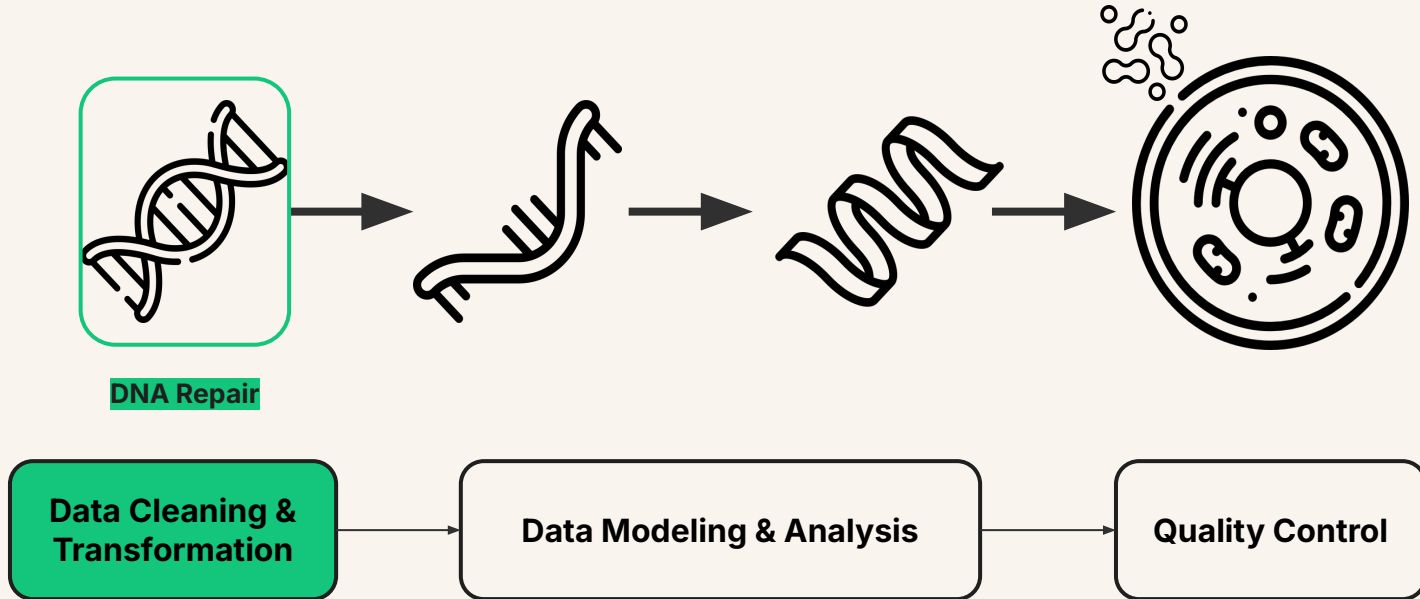 DNA Repair
Data Cleaning &
Transformation
Data Modeling & Analysis
Quality Control